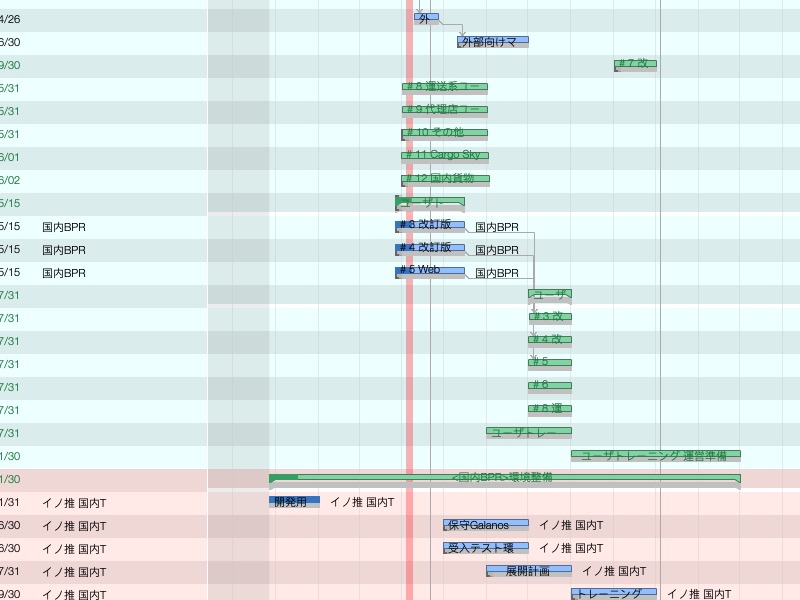 4/26 外
6/30 外部向けマ
9/30 #7 改
5/31 #8 運送系ユー
5/31 #9 代理店ユー
5/31 #10 その他
6/01 #11 Cargo Sky
6/02 #12 国内貨物
5/15 ユーザト
5/15 国内BPR #3 改訂版 国内BPR
5/15 国内BPR #4 改訂版 国内BPR
5/15 国内BPR #5 Web 国内BPR
7/31 ユーザ
7/31 #3 改
7/31 #4 改
7/31 #5
7/31 #6
7/31 #8 運
7/31 ユーザトレー
1/30 ユーザトレーニング 運営準備
1/30 <国内BPR>環境整備
1/31 イノ推 国内T 開発用 イノ推 国内T
6/30 イノ推 国内T 保守Galanos イノ推 国内T
6/30 イノ推 国内T 受入テスト環 イノ推 国内T
7/31 イノ推 国内T 展開計画 イノ推 国内T
9/30 イノ推 国内T トレーニング イノ推 国内T